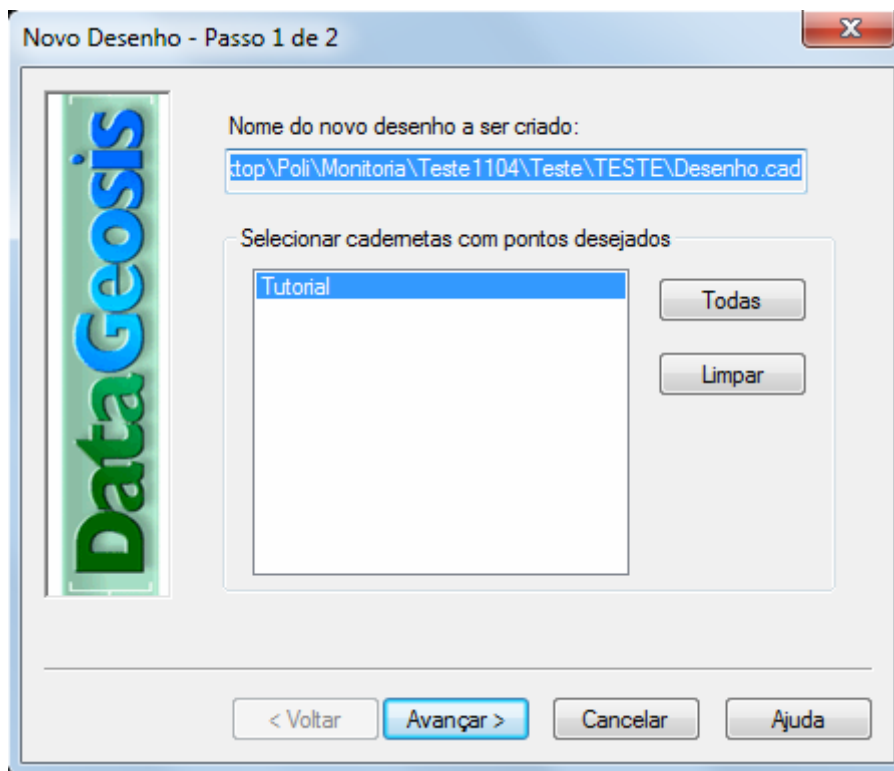 Novo Desenho - Passo 1 de 2
DataGeosis
Nome do novo desenho a ser criado:
ktop\Poli\Monitoria\Teste1104\Teste\TESTE\Desenho.cad
Selecionar cadernetas com pontos desejados
Tutorial
Todas
Limpar
< Voltar
Avançar >
Cancelar
Ajuda